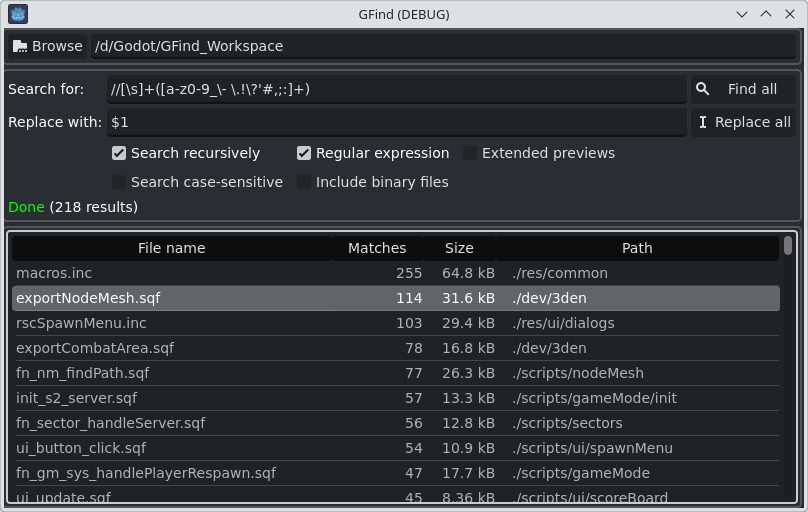 GFind (DEBUG)
Browse /d/Godot/GFind_Workspace
Search for: //[\s]+([a-z0-9_\- \.!\?'#,;:]+) Find all
Replace with: $1 Replace all
Search recursively Regular expression Extended previews
Search case-sensitive Include binary files
Done (218 results)
File name Matches Size Path
macros.inc 255 64.8 kB ./res/common
exportNodeMesh.sqf 114 31.6 kB ./dev/3den
rscSpawnMenu.inc 103 29.4 kB ./res/ui/dialogs
exportCombatArea.sqf 78 16.8 kB ./dev/3den
fn_nm_findPath.sqf 77 26.3 kB ./scripts/nodeMesh
init_s2_server.sqf 57 13.3 kB ./scripts/gameMode/init
fn_sector_handleServer.sqf 56 12.8 kB ./scripts/sectors
ui_button_click.sqf 54 10.9 kB ./scripts/ui/spawnMenu
fn_gm_sys_handlePlayerRespawn.sqf 47 17.7 kB ./scripts/gameMode
ui_update.sqf 45 8.36 kB ./scripts/ui/scoreBoard